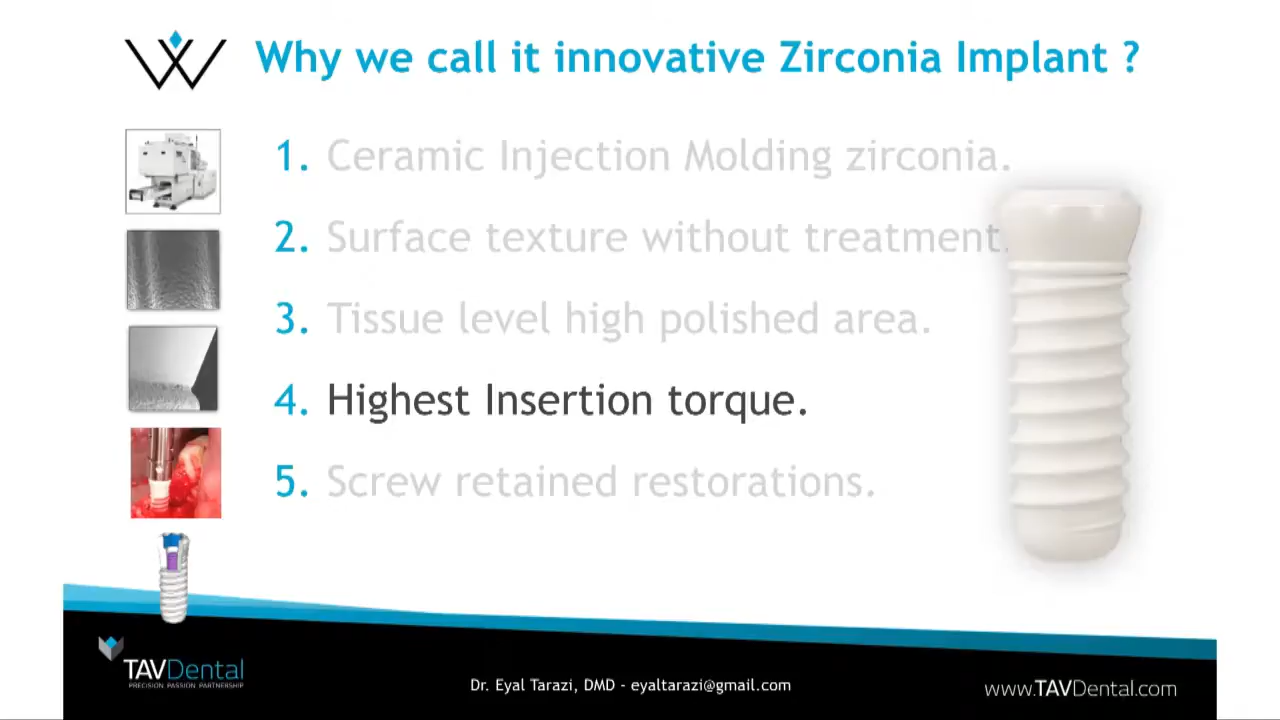 Why we call it innovative Zirconia Implant ?
1. Ceramic Injection Molding zirconia.
2. Surface texture without treatment.
3. Tissue level high polished area.
4. Highest Insertion torque.
5. Screw retained restorations.
TAVDental
PRECISION PASSION PARTNERSHIP
Dr. Eyal Tarazi, DMD - eyaltarazi@gmail.com
www.TAVDental.com